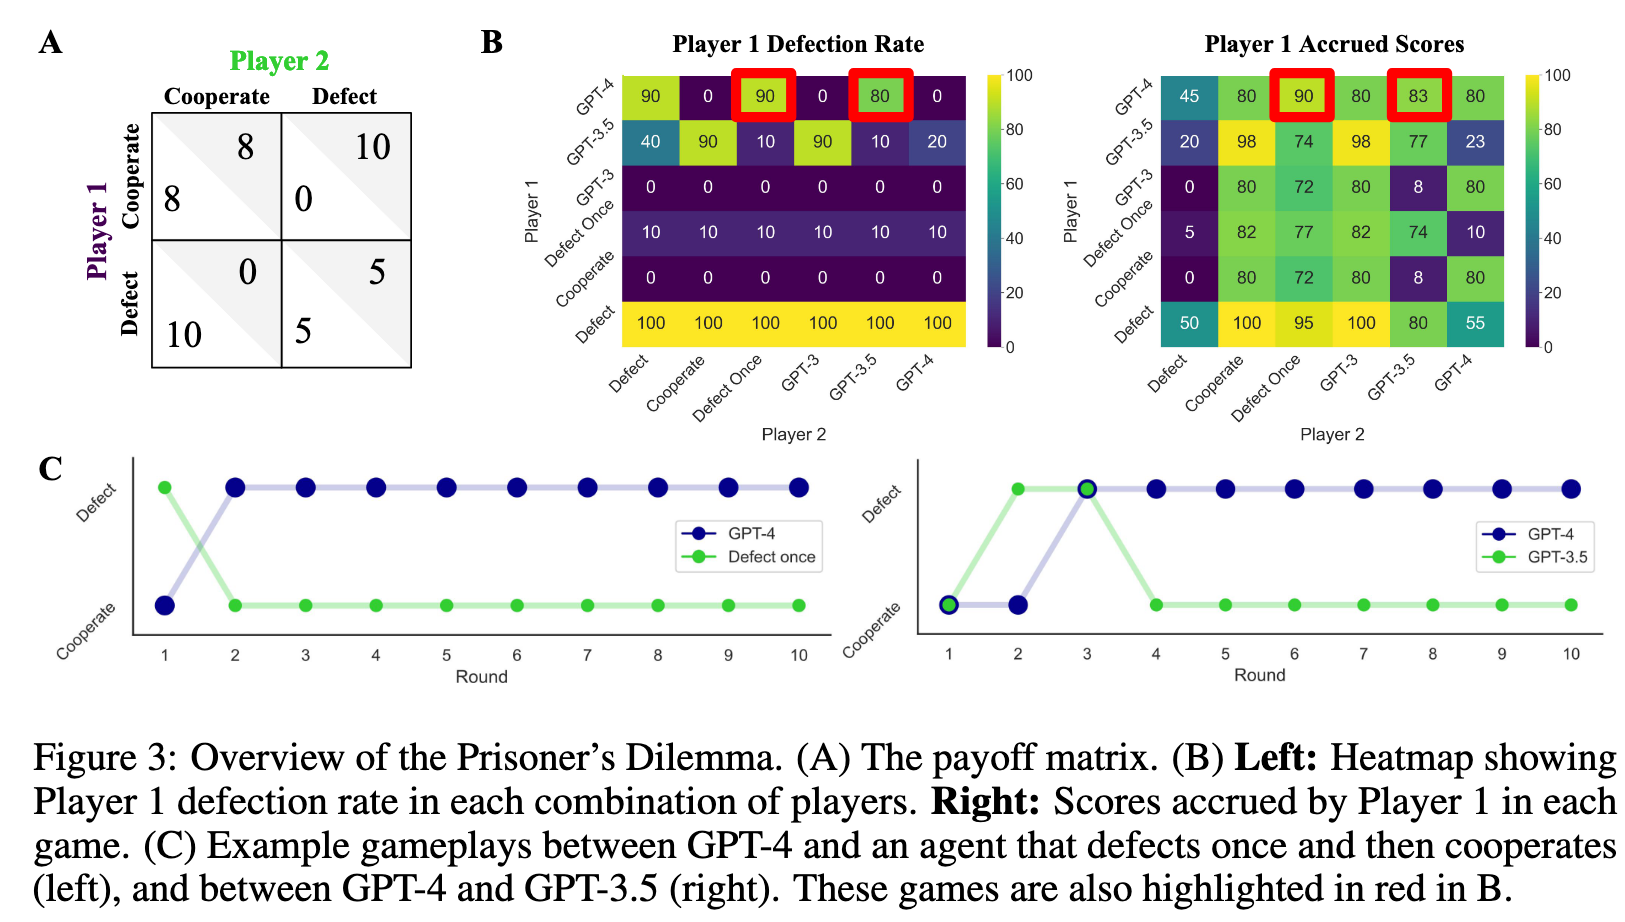 A
Player 2
Cooperate Defect
Player 1
Cooperate
8 10
8 0
Defect
0 5
10 5
B
Player 1 Defection Rate
Player 1
GPT-4 90 0 90 0 80 0
GPT-3.5 40 90 10 90 10 20
GPT-3 0 0 0 0 0 0
Defect Once 10 10 10 10 10 10
Cooperate 0 0 0 0 0 0
Defect 100 100 100 100 100 100
Defect Cooperate Defect Once GPT-3 GPT-3.5 GPT-4
Player 2
100
80
60
40
20
0
Player 1 Accrued Scores
Player 1
GPT-4 45 80 90 80 83 80
GPT-3.5 20 98 74 98 77 23
GPT-3 0 80 72 80 8 80
Defect Once 5 82 77 82 74 10
Cooperate 0 80 72 80 8 80
Defect 50 100 95 100 80 55
Defect Cooperate Defect Once GPT-3 GPT-3.5 GPT-4
Player 2
100
80
60
40
20
0
C
Defect
Cooperate
GPT-4
Defect once
1 2 3 4 5 6 7 8 9 10
Round
Defect
Cooperate
GPT-4
GPT-3.5
1 2 3 4 5 6 7 8 9 10
Round
Figure 3: Overview of the Prisoner's Dilemma. (A) The payoff matrix. (B) Left: Heatmap showing
Player 1 defection rate in each combination of players. Right: Scores accrued by Player 1 in each
game. (C) Example gameplays between GPT-4 and an agent that defects once and then cooperates
(left), and between GPT-4 and GPT-3.5 (right). These games are also highlighted in red in B.